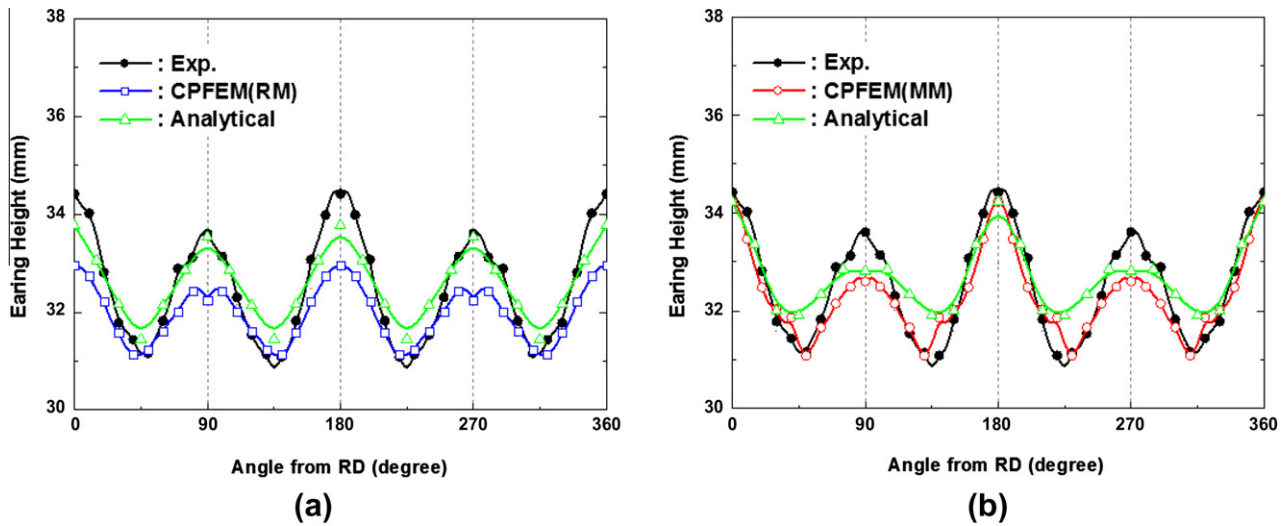 38
36
34
32
30
Earing Height (mm)
: Exp.
: CPFEM(RM)
: Analytical
0 90 180 270 360
Angle from RD (degree)
(a)
38
36
34
32
30
Earing Height (mm)
: Exp.
: CPFEM(MM)
: Analytical
0 90 180 270 360
Angle from RD (degree)
(b)